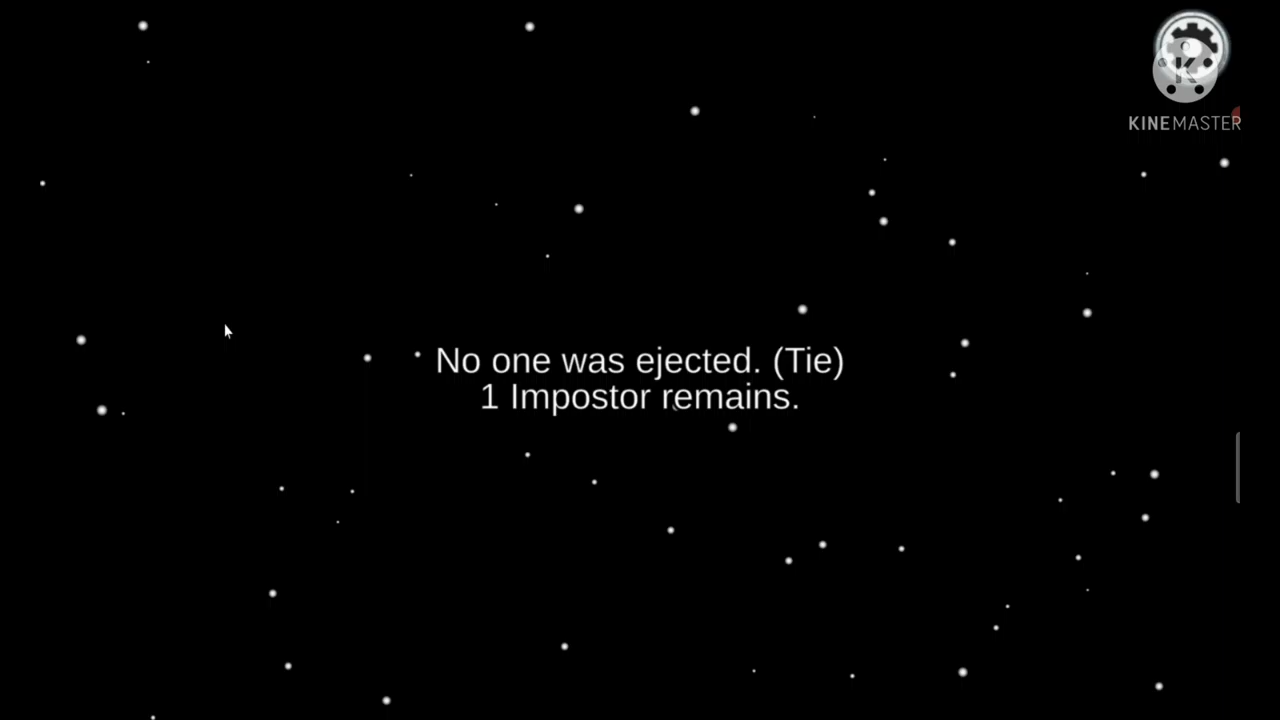 KINEMASTER
No one was ejected. (Tie)
1 Impostor remains.